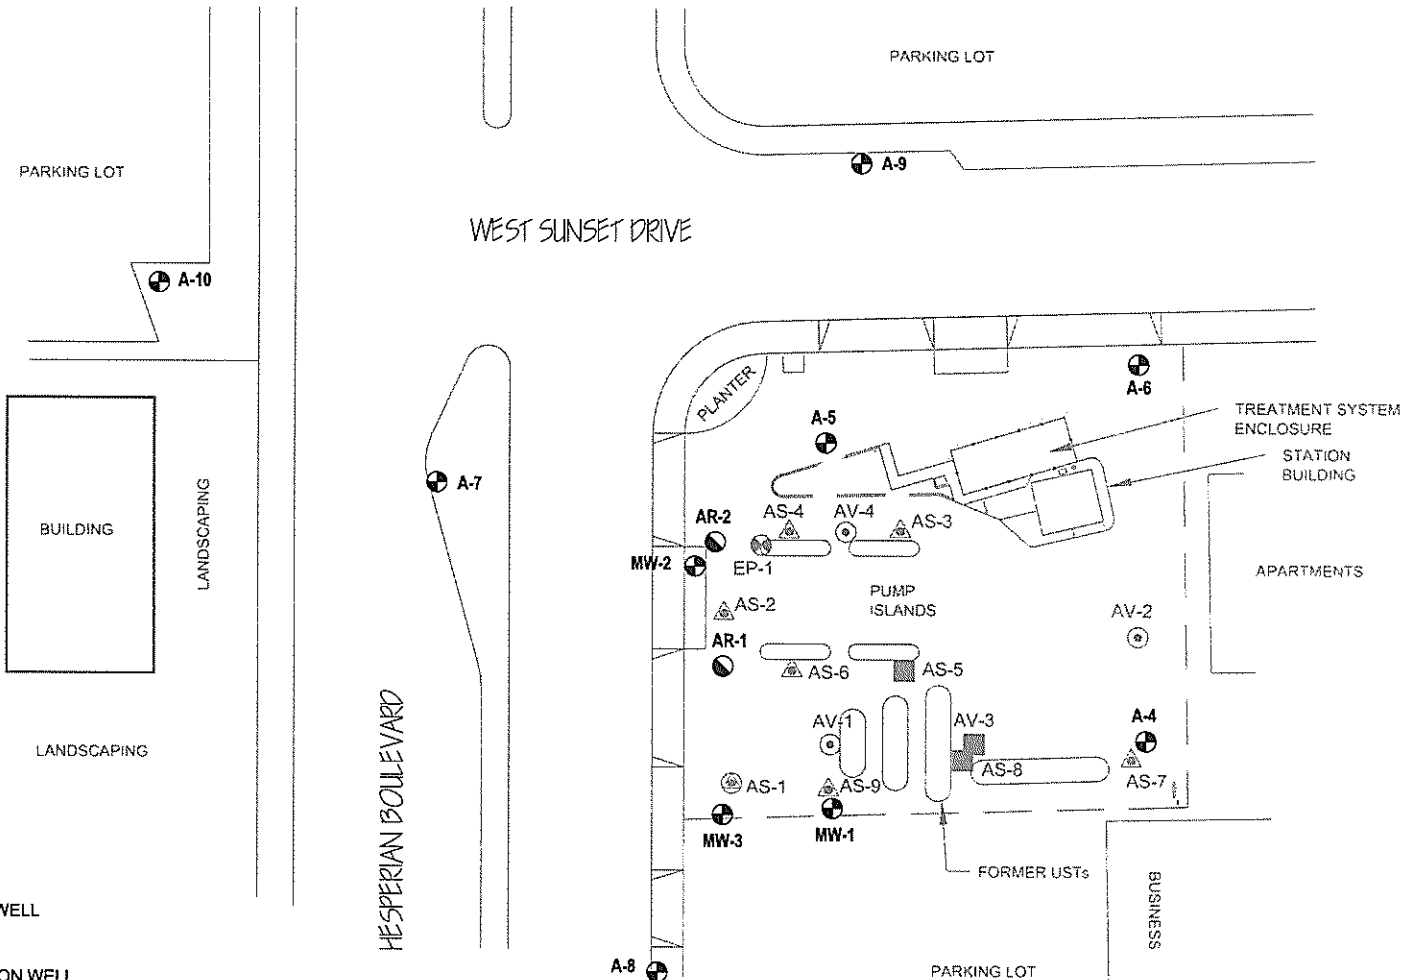 PARKING LOT
PARKING LOT
A-9
WEST SUNSET DRIVE
A-10
A-6
PLANTER
A-5
TREATMENT SYSTEM
ENCLOSURE
STATION
BUILDING
A-7
LANDSCAPING
BUILDING
AR-2
AS-4
AV-4
AS-3
MW-2
EP-1
APARTMENTS
PUMP
ISLANDS
AS-2
AV-2
AR-1
AS-6
AS-5
HESPERIAN BOULEVARD
LANDSCAPING
AV-1
AV-3
A-4
AS-8
AS-7
AS-1
AS-9
MW-3
MW-1
FORMER USTs
BUSINESS
WELL
ON WELL
A-8
PARKING LOT